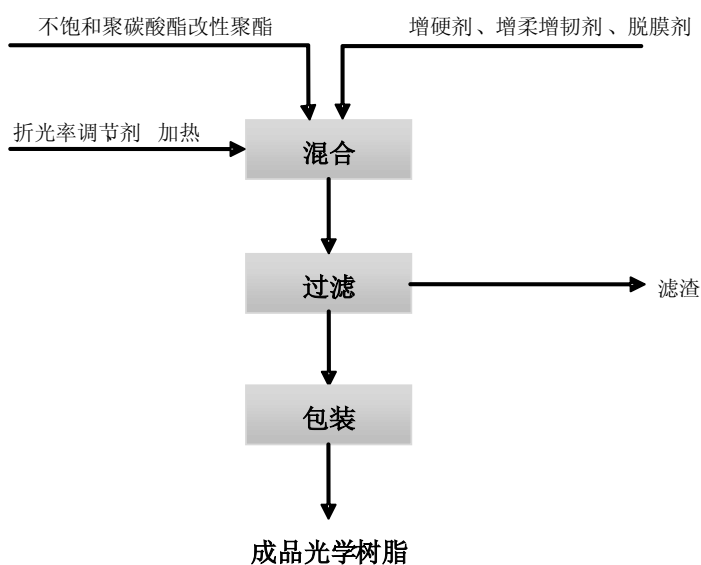 不饱和聚碳酸酯改性聚酯
增硬剂、增柔增韧剂、脱膜剂
折光率调节剂 加热
混合
过滤
滤渣
包装
成品光学树脂